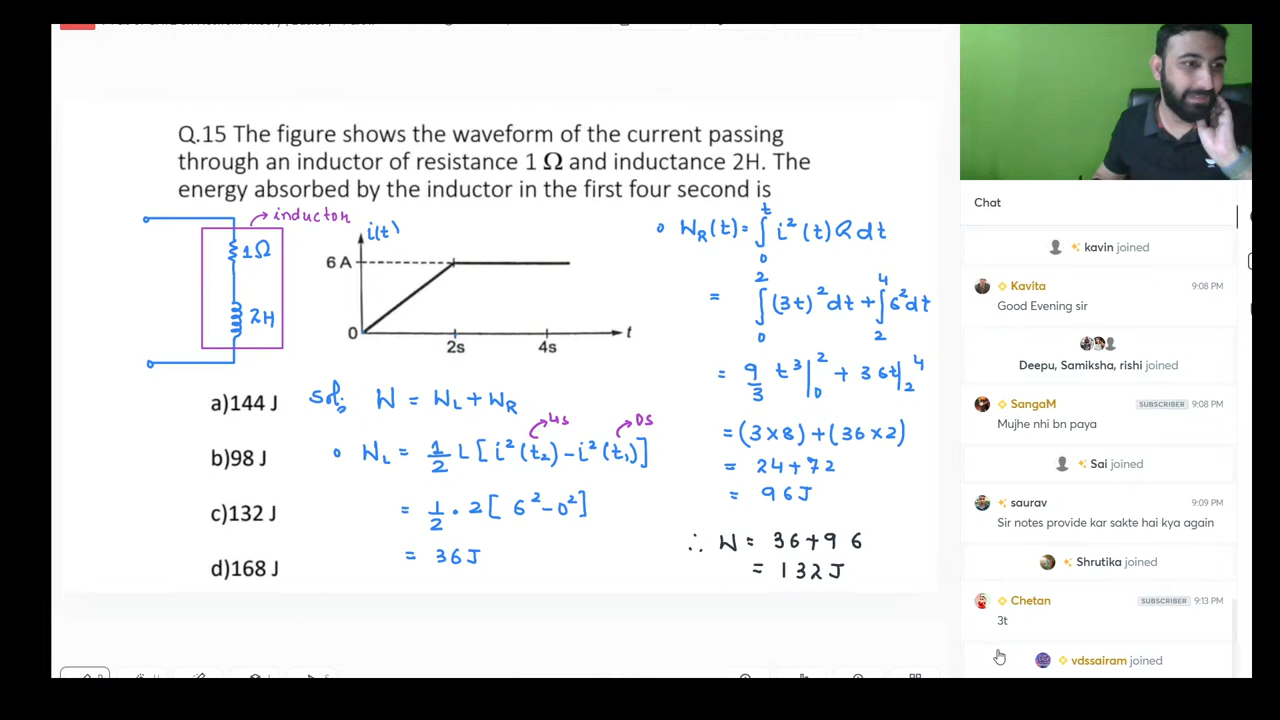 Q.15 The figure shows the waveform of the current passing
through an inductor of resistance 1 Ω and inductance 2H. The
energy absorbed by the inductor in the first four second is
→ inductor
1Ω
2H
i(t)
6 A
0
2s
4s
t
a)144 J
b)98 J
c)132 J
d)168 J
Sol: W = W_L + W_R
∘ W_L = 1/2 L [ i²(t₂) – i²(t₁) ]
→ 4s
→ 0s
= 1/2 · 2 [ 6² – 0² ]
= 36 J
∘ W_R(t) = ∫₀ᵗ i²(t) R dt
= ∫₀² (3t)² dt + ∫₂⁴ 6² dt
= 9/3 t³ |₀² + 36t |₂⁴
= (3×8) + (36×2)
= 24+72
= 96 J
∴ W = 36+96
= 132 J
Chat
kavin joined
Kavita 9:08 PM
Good Evening sir
Deepu, Samiksha, rishi joined
SangaM SUBSCRIBER 9:08 PM
Mujhe nhi bn paya
Sai joined
saurav 9:09 PM
Sir notes provide kar sakte hai kya again
Shrutika joined
Chetan SUBSCRIBER 9:13 PM
3t
vdssairam joined